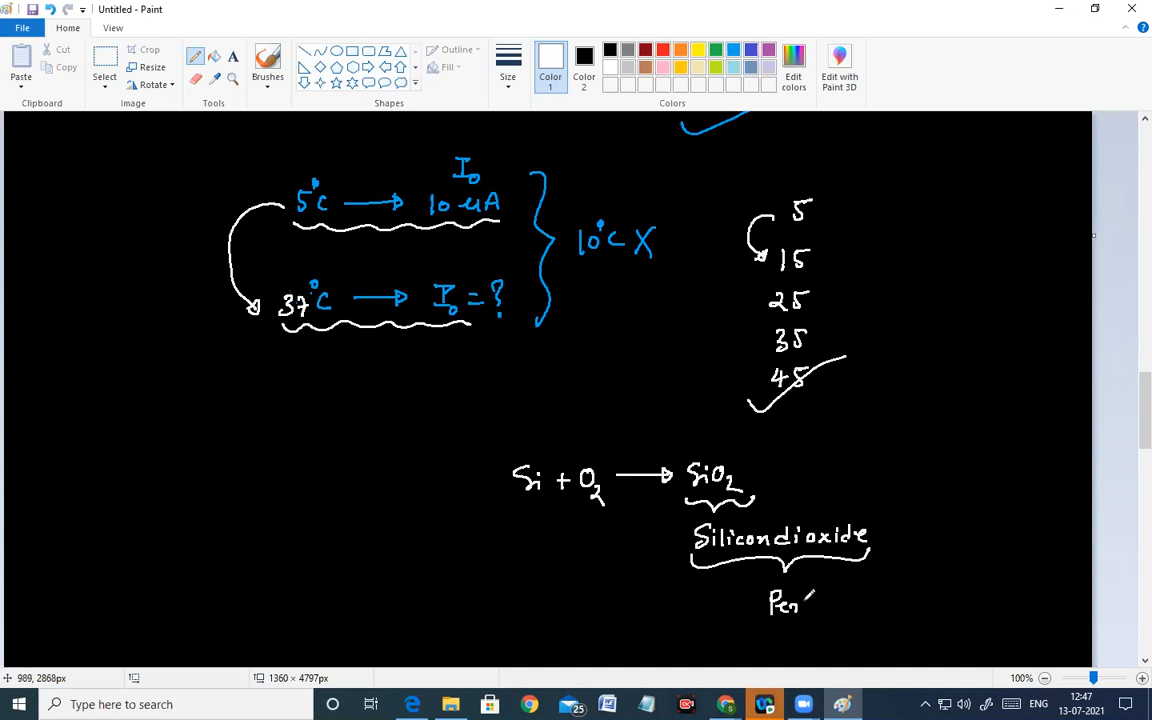 Untitled - Paint
File Home View
Paste
Cut
Copy
Clipboard
Select
Crop
Resize
Rotate
Image
Tools
Brushes
Shapes
Outline
Fill
Size
Color 1
Color 2
Colors
Edit colors
Edit with Paint 3D
I₀
5°C → 10 µA
37°C → I₀ = ?
10°C X
5
15
25
35
45
Si + O₂ → SiO₂
Silicondioxide
989, 2868px
1360 × 4797px
100%
Type here to search
25
ENG
12:47
13-07-2021